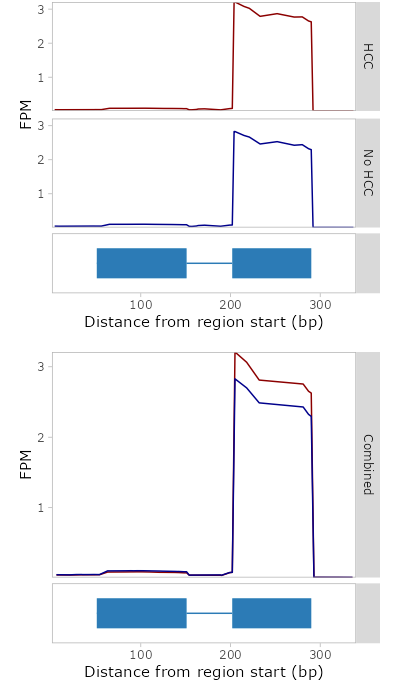 3
2
1
HCC
FPM
3
2
1
No HCC
100 200 300
Distance from region start (bp)
3
2
1
FPM
Combined
100 200 300
Distance from region start (bp)